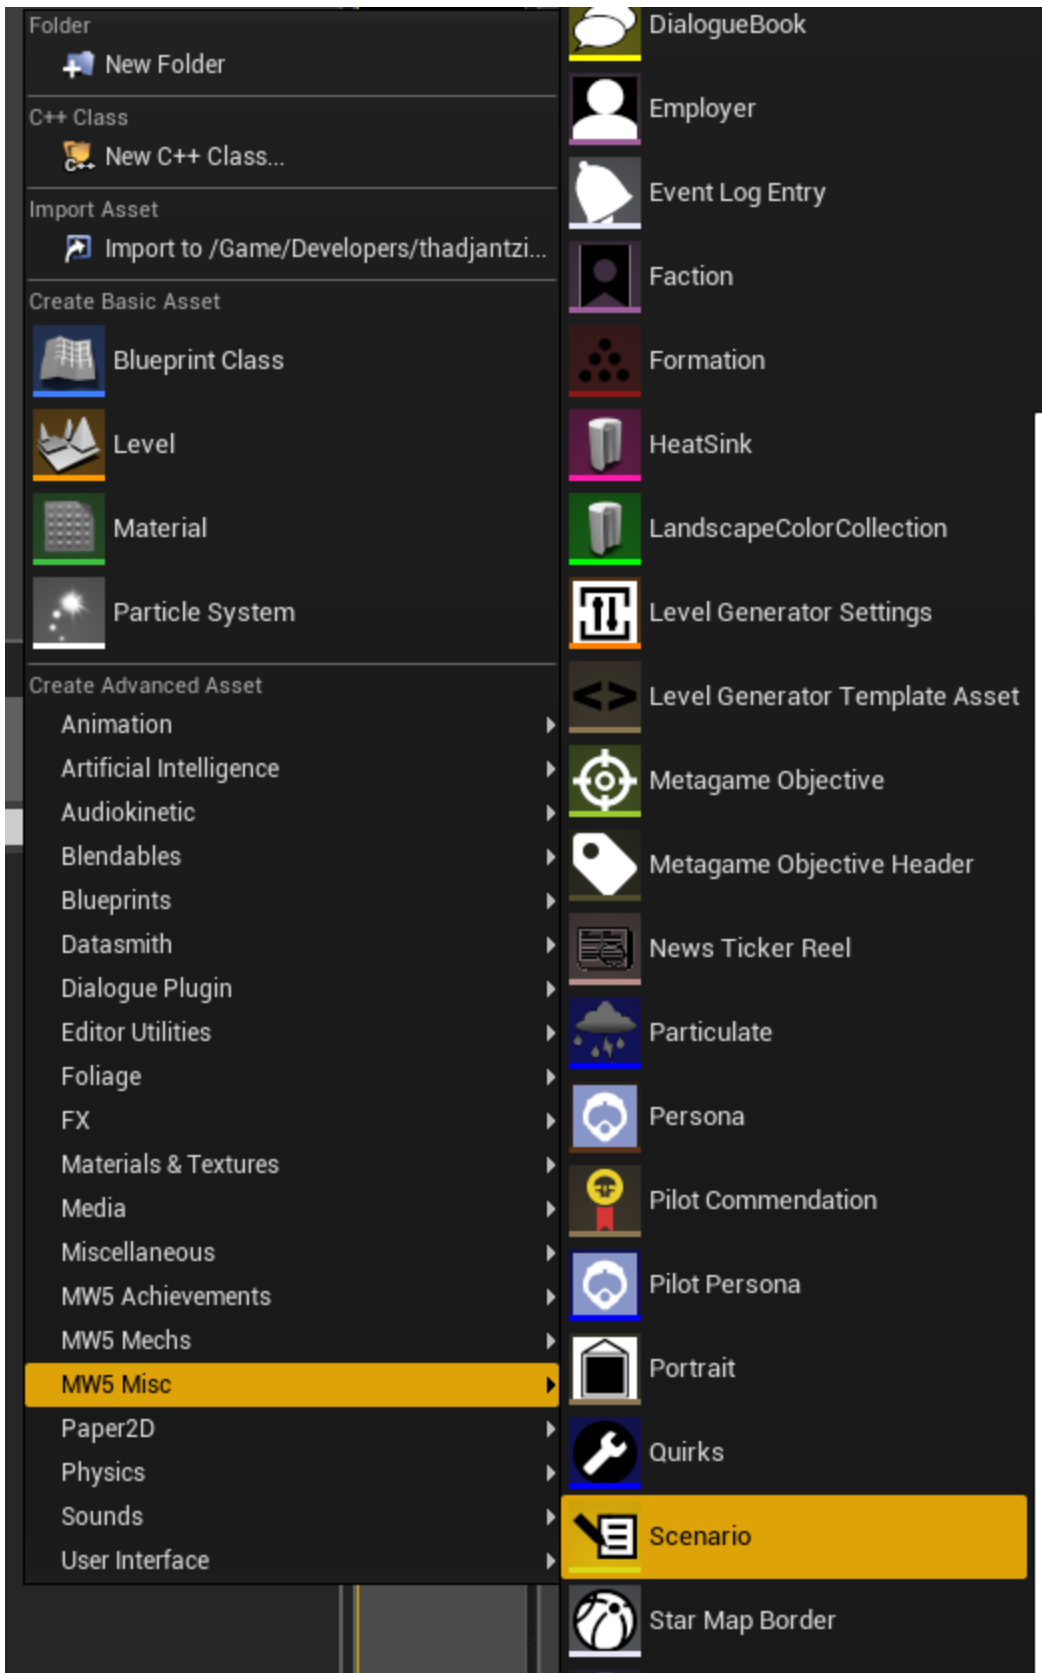 Folder
New Folder
C++ Class
C++
New C++ Class...
Import Asset
Import to /Game/Developers/thadjantzi...
Create Basic Asset
Blueprint Class
Level
Material
Particle System
Create Advanced Asset
Animation
Artificial Intelligence
Audiokinetic
Blendables
Blueprints
Datasmith
Dialogue Plugin
Editor Utilities
Foliage
FX
Materials & Textures
Media
Miscellaneous
MW5 Achievements
MW5 Mechs
MW5 Misc
Paper2D
Physics
Sounds
User Interface
DialogueBook
Employer
Event Log Entry
Faction
Formation
HeatSink
LandscapeColorCollection
Level Generator Settings
Level Generator Template Asset
Metagame Objective
Metagame Objective Header
News Ticker Reel
Particulate
Persona
Pilot Commendation
Pilot Persona
Portrait
Quirks
Scenario
Star Map Border